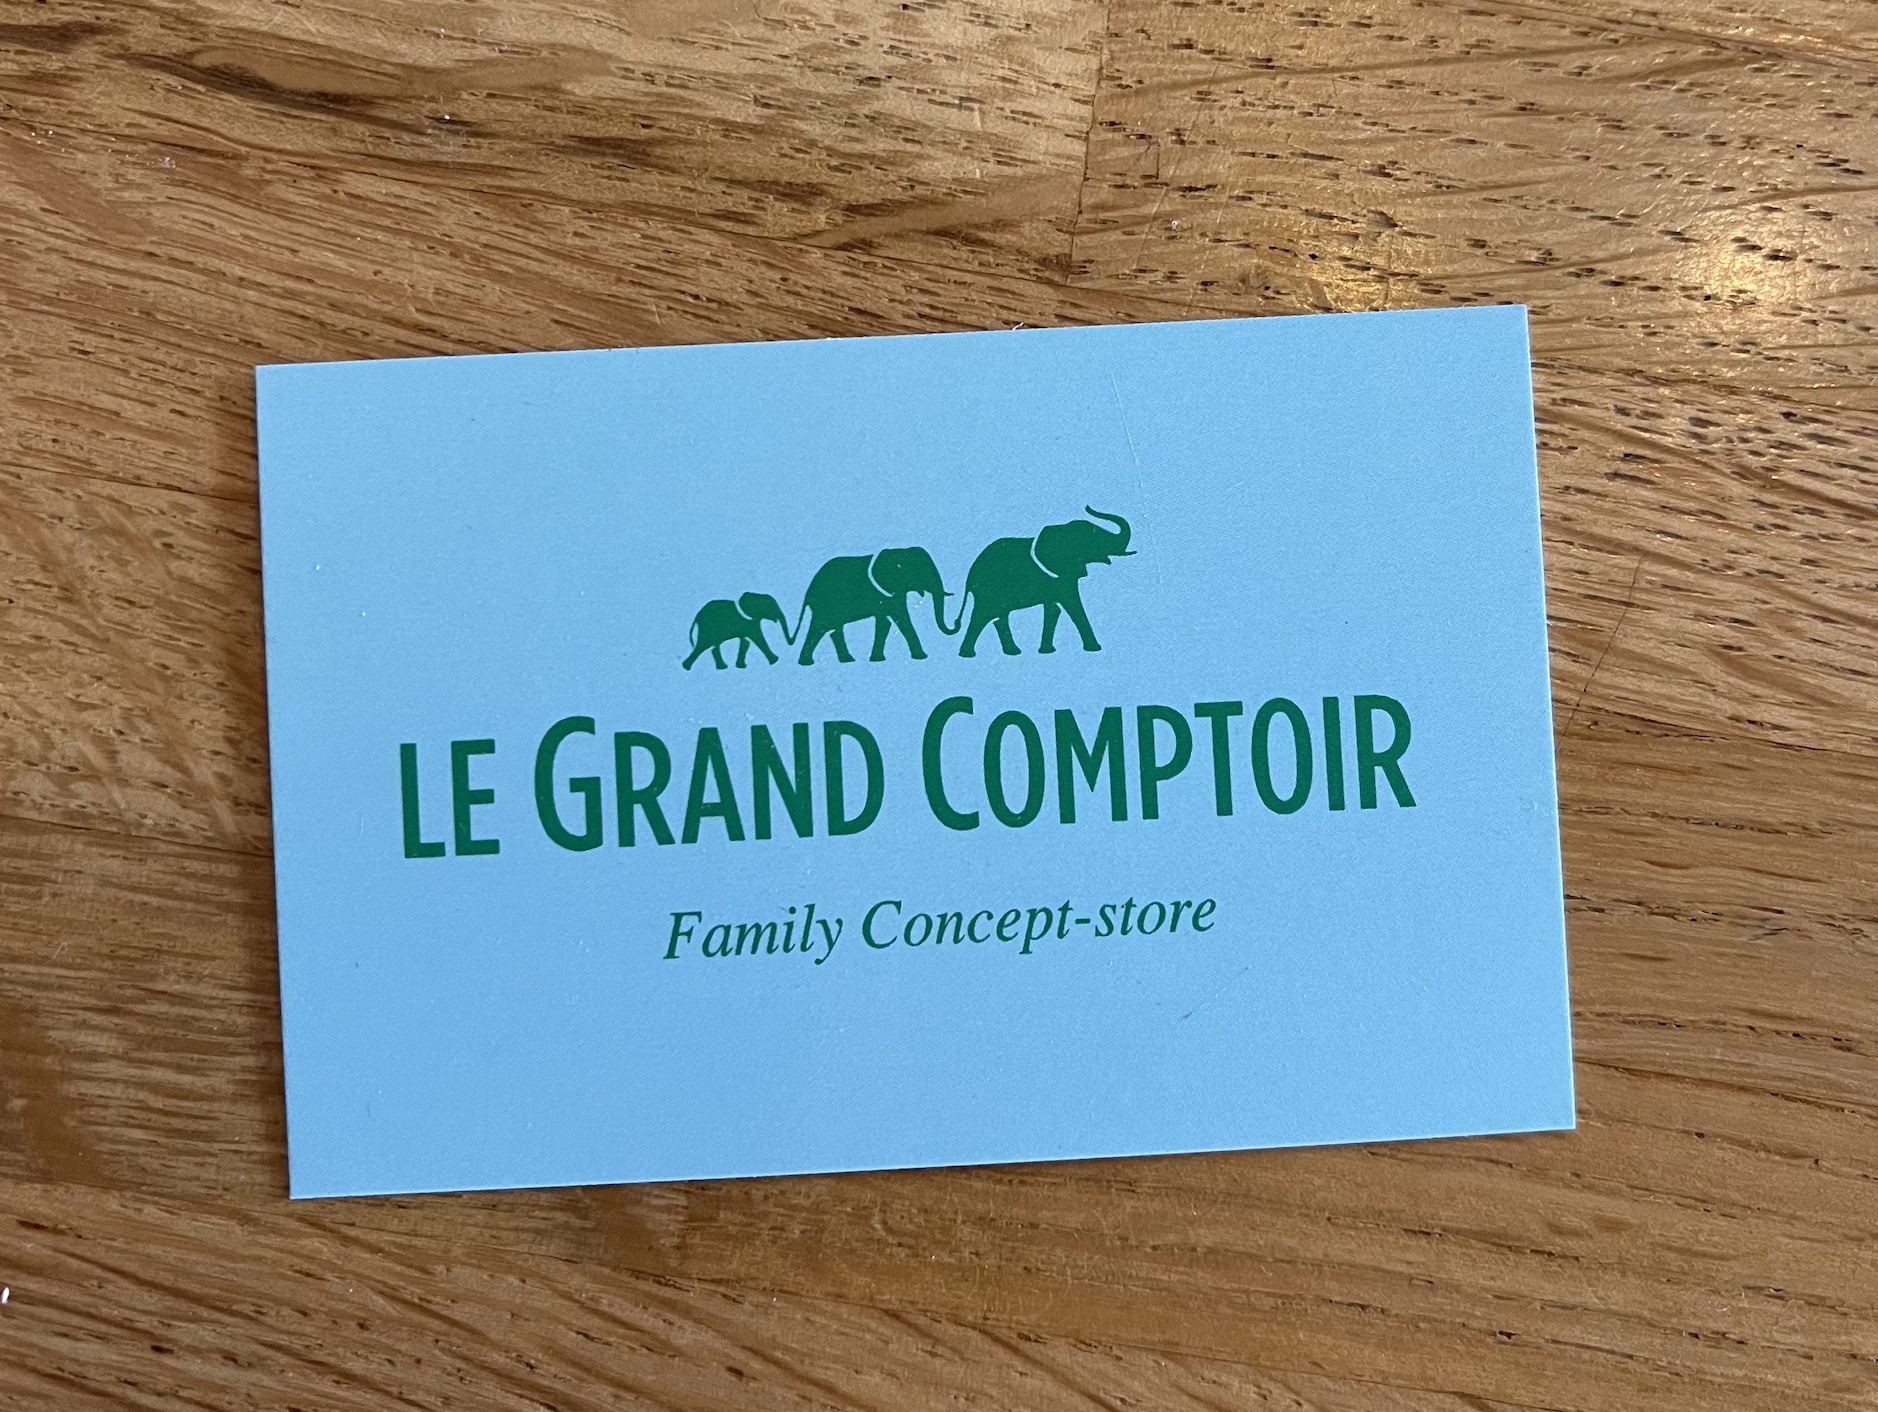 LE GRAND COMPTOIR
Family Concept-store